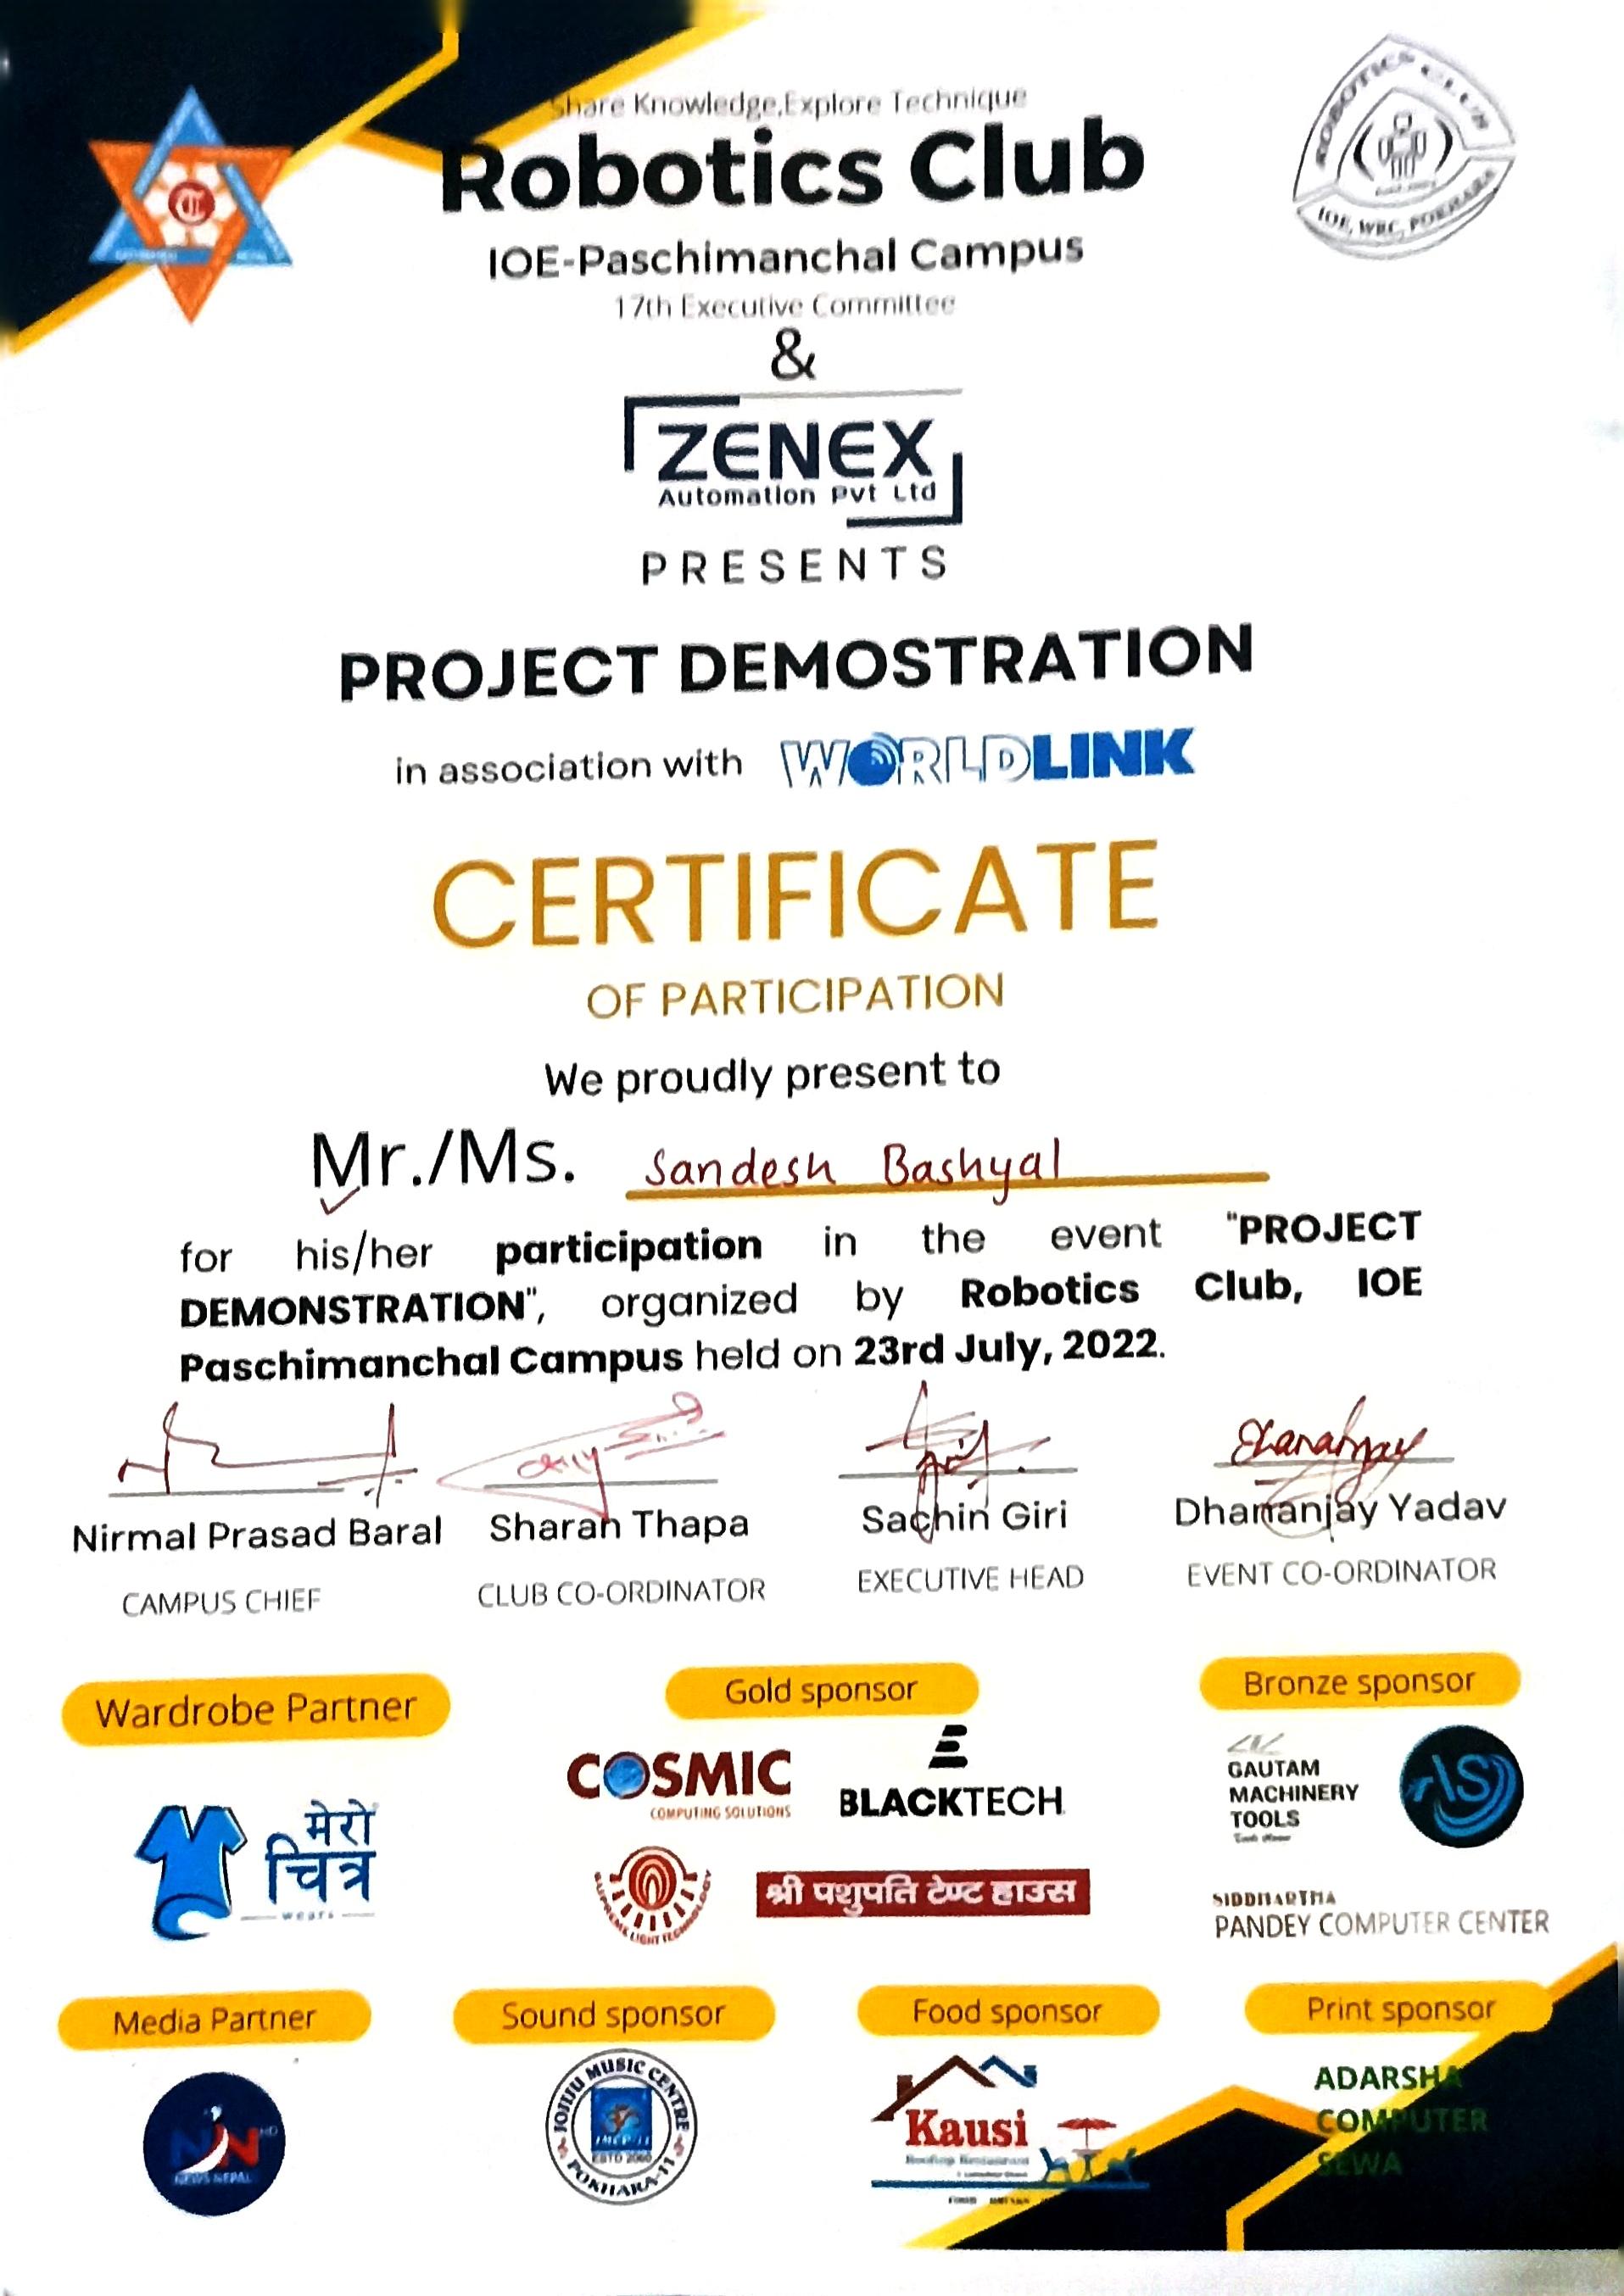 Share Knowledge,Explore Technique
Robotics Club
IOE-Paschimanchal Campus
17th Executive Committee
ROBOTICS CLUB
IOE, WRC, POKHARA
&
ZENEX
Automation Pvt Ltd
PRESENTS
PROJECT DEMOSTRATION
in association with WORLDLINK
CERTIFICATE
OF PARTICIPATION
We proudly present to
Mr./Ms. Sandesh Bashyal
for his/her participation in the event "PROJECT
DEMONSTRATION", organized by Robotics Club, IOE
Paschimanchal Campus held on 23rd July, 2022.
Dhananjay
Nirmal Prasad Baral Sharan Thapa Sachin Giri Dhananjay Yadav
CAMPUS CHIEF CLUB CO-ORDINATOR EXECUTIVE HEAD EVENT CO-ORDINATOR
Wardrobe Partner Gold sponsor Bronze sponsor
मेरो
चित्र
wears
COSMIC
COMPUTING SOLUTIONS
BLACKTECH
SUPREME LIGHT TECHNOLOGY
श्री पशुपति टेण्ट हाउस
GAUTAM
MACHINERY
TOOLS
SIDDHARTHA
PANDEY COMPUTER CENTER
Media Partner Sound sponsor Food sponsor Print sponsor
NEWS NEPAL
JOJUJU MUSIC CENTRE
ESTD 2060
POKHARA-11
Kausi
Rooftop Restaurant
ADARSHA
COMPUTER
SEWA